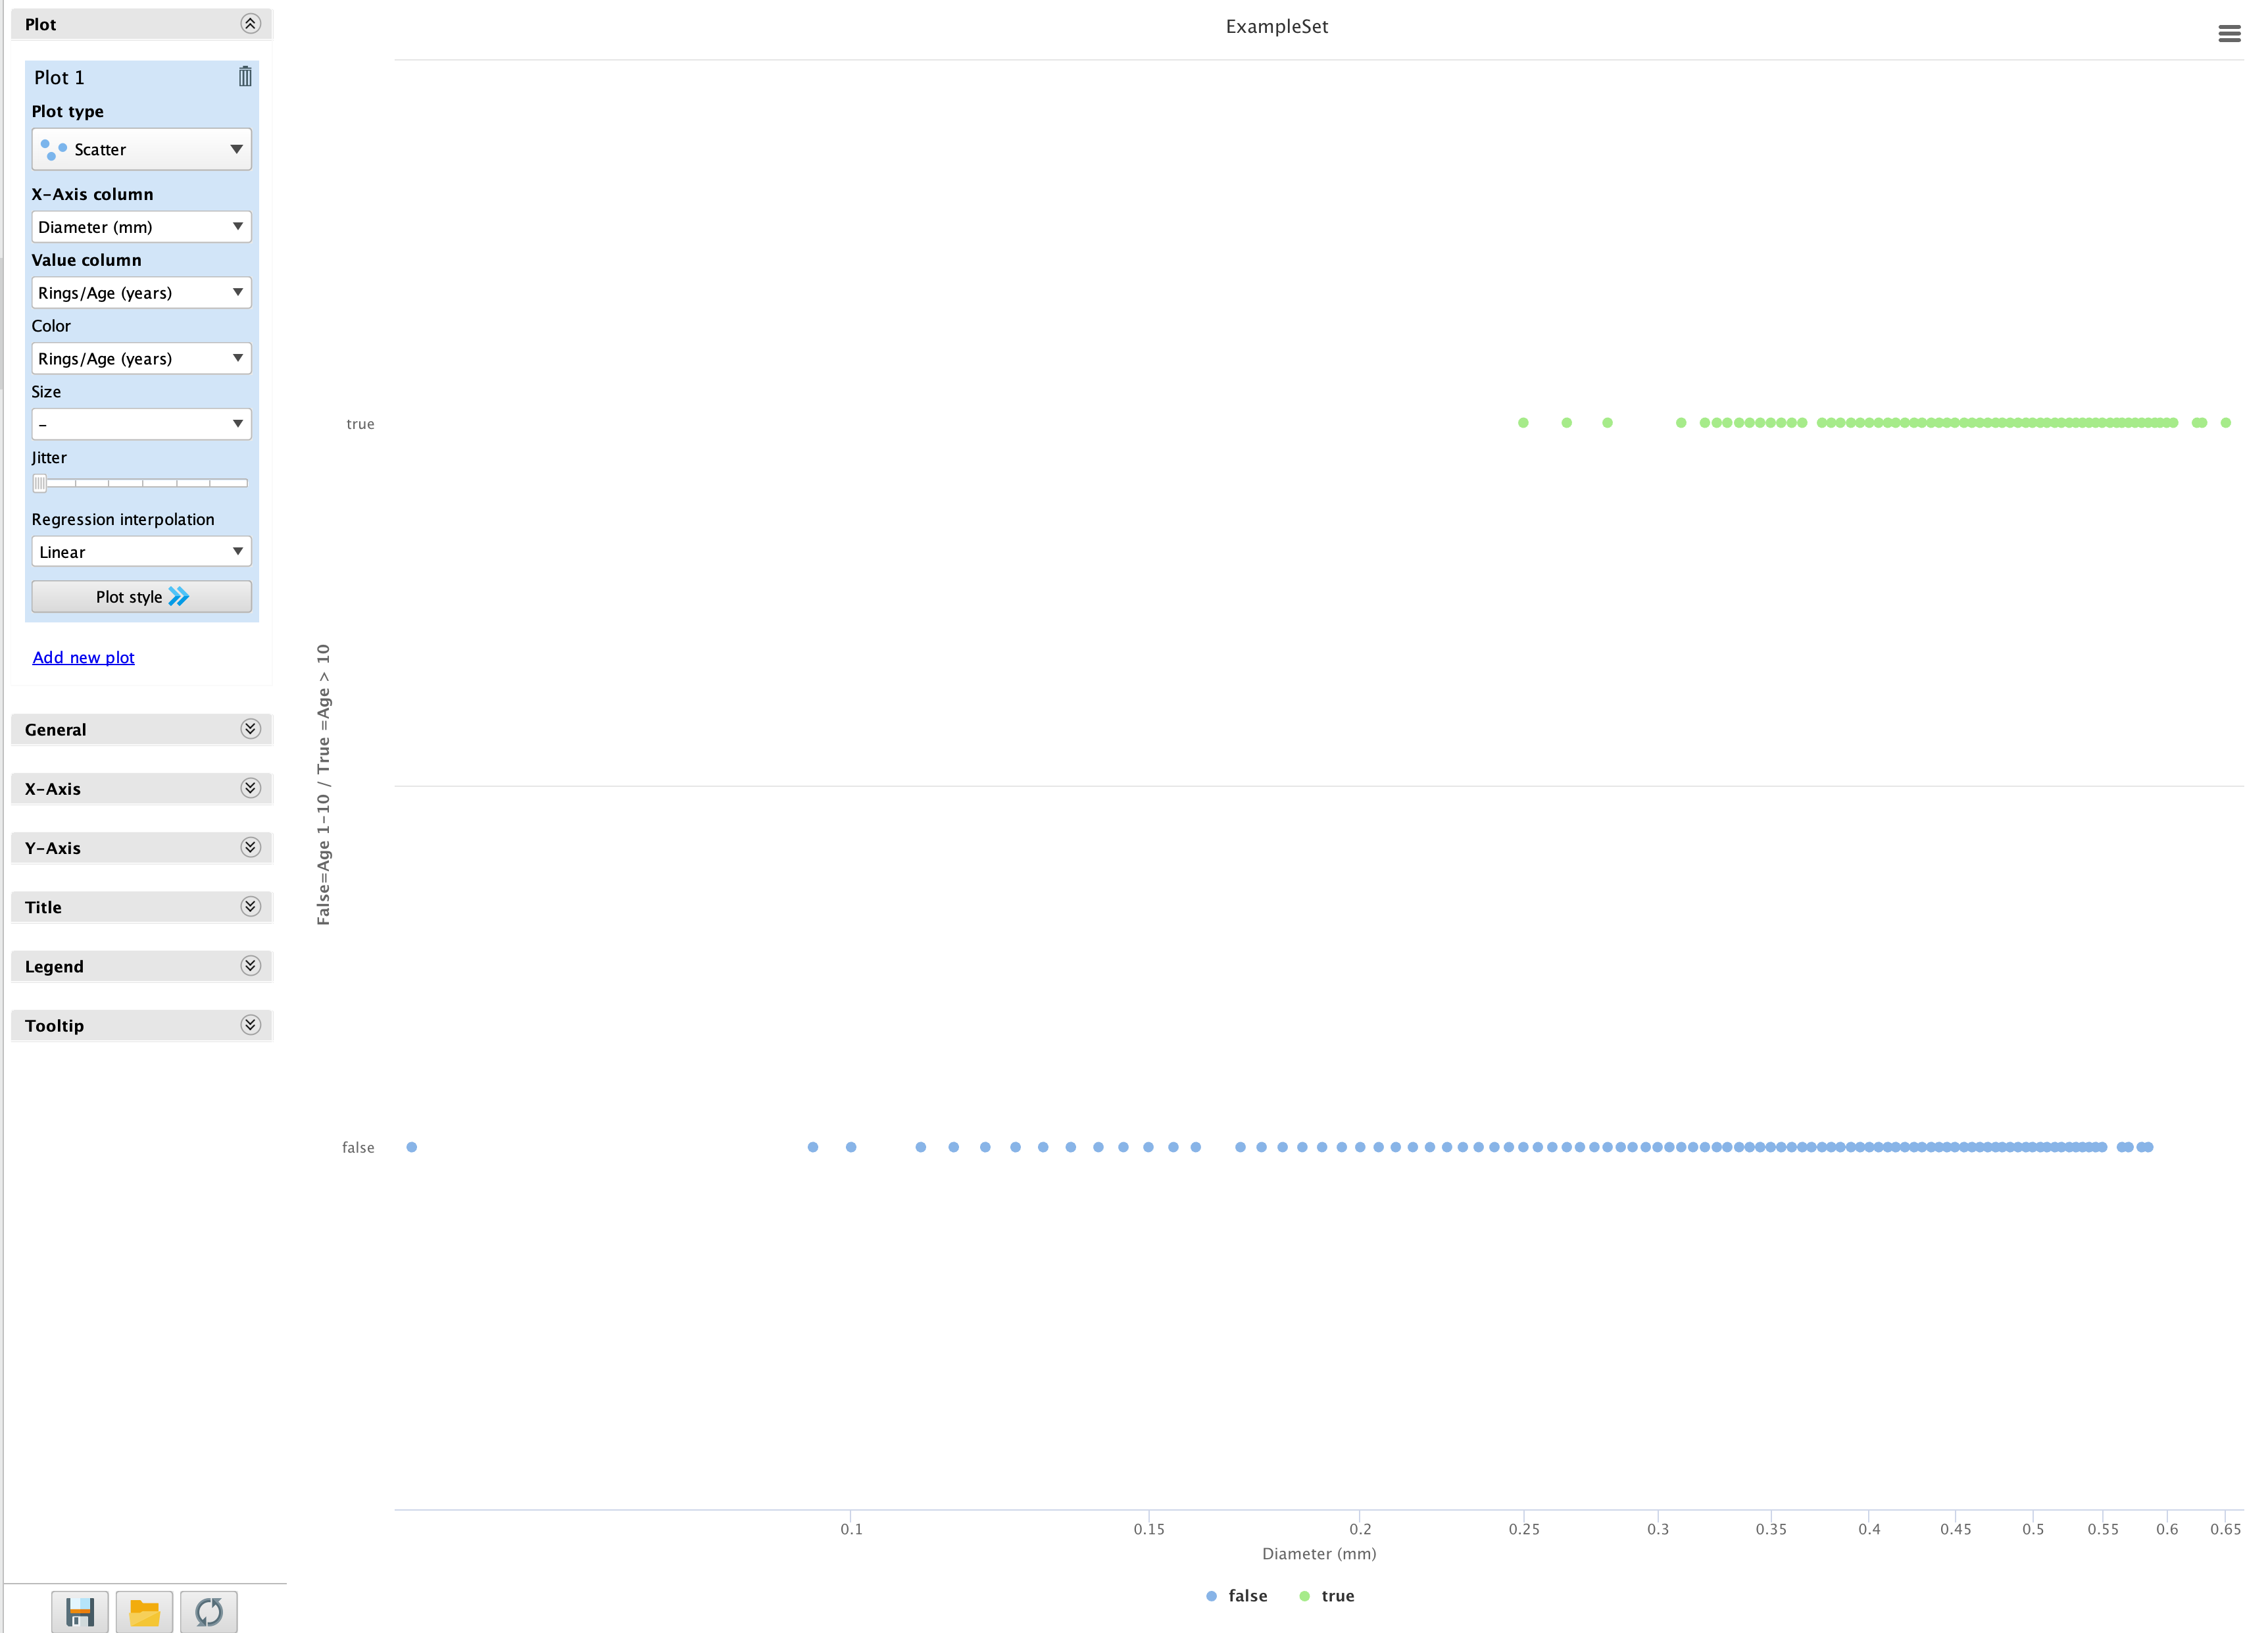 Plot
Plot 1
Plot type
Scatter
X-Axis column
Diameter (mm)
Value column
Rings/Age (years)
Color
Rings/Age (years)
Size
–
Jitter
Regression interpolation
Linear
Plot style
Add new plot
General
X-Axis
Y-Axis
Title
Legend
Tooltip
ExampleSet
False=Age 1-10 / True =Age > 10
true
false
0.1 0.15 0.2 0.25 0.3 0.35 0.4 0.45 0.5 0.55 0.6 0.65
Diameter (mm)
false true